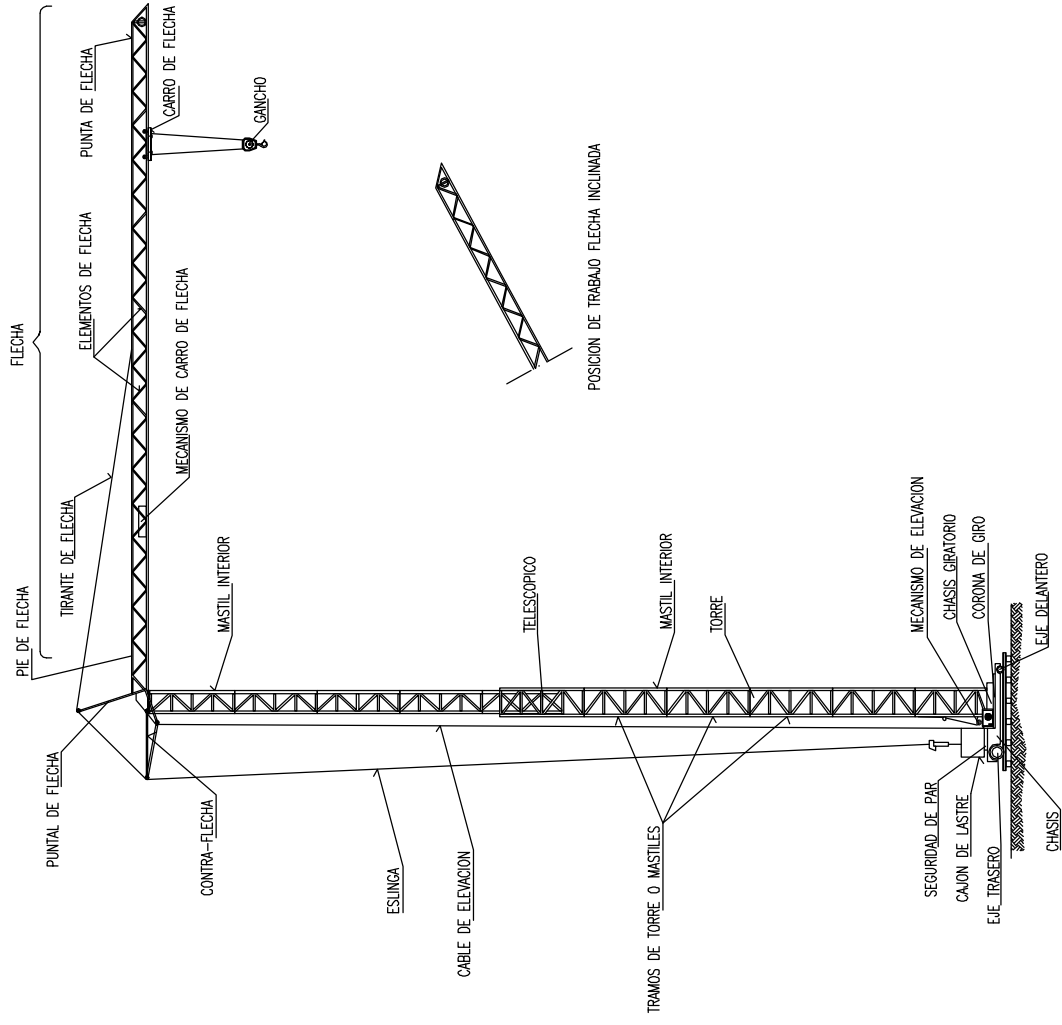 FLECHA
PIE DE FLECHA
TIRANTE DE FLECHA
ELEMENTOS DE FLECHA
PUNTA DE FLECHA
CARRO DE FLECHA
GANCHO
MECANISMO DE CARRO DE FLECHA
PUNTAL DE FLECHA
CONTRA-FLECHA
MASTIL INTERIOR
POSICION DE TRABAJO FLECHA INCLINADA
ESLINGA
CABLE DE ELEVACION
TELESCOPICO
MASTIL INTERIOR
TORRE
TRAMOS DE TORRE O MASTILES
MECANISMO DE ELEVACION
CHASIS GIRATORIO
CORONA DE GIRO
EJE DELANTERO
SEGURIDAD DE PAR
CAJON DE LASTRE
EJE TRASERO
CHASIS